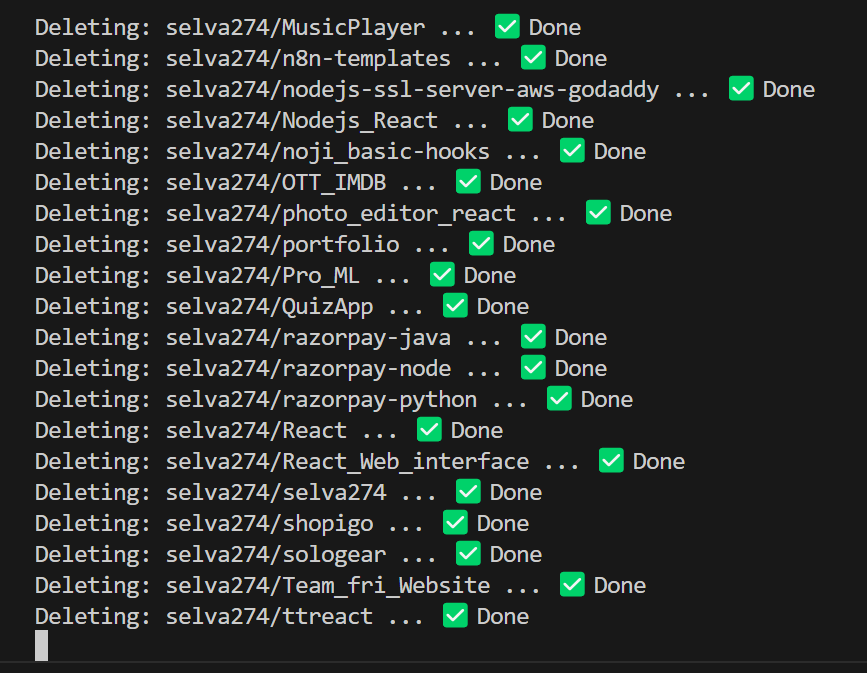 Deleting: selva274/MusicPlayer ... ✅ Done
Deleting: selva274/n8n-templates ... ✅ Done
Deleting: selva274/nodejs-ssl-server-aws-godaddy ... ✅ Done
Deleting: selva274/Nodejs_React ... ✅ Done
Deleting: selva274/noji_basic-hooks ... ✅ Done
Deleting: selva274/OTT_IMDB ... ✅ Done
Deleting: selva274/photo_editor_react ... ✅ Done
Deleting: selva274/portfolio ... ✅ Done
Deleting: selva274/Pro_ML ... ✅ Done
Deleting: selva274/QuizApp ... ✅ Done
Deleting: selva274/razorpay-java ... ✅ Done
Deleting: selva274/razorpay-node ... ✅ Done
Deleting: selva274/razorpay-python ... ✅ Done
Deleting: selva274/React ... ✅ Done
Deleting: selva274/React_Web_interface ... ✅ Done
Deleting: selva274/selva274 ... ✅ Done
Deleting: selva274/shopigo ... ✅ Done
Deleting: selva274/sologear ... ✅ Done
Deleting: selva274/Team_fri_Website ... ✅ Done
Deleting: selva274/ttreact ... ✅ Done